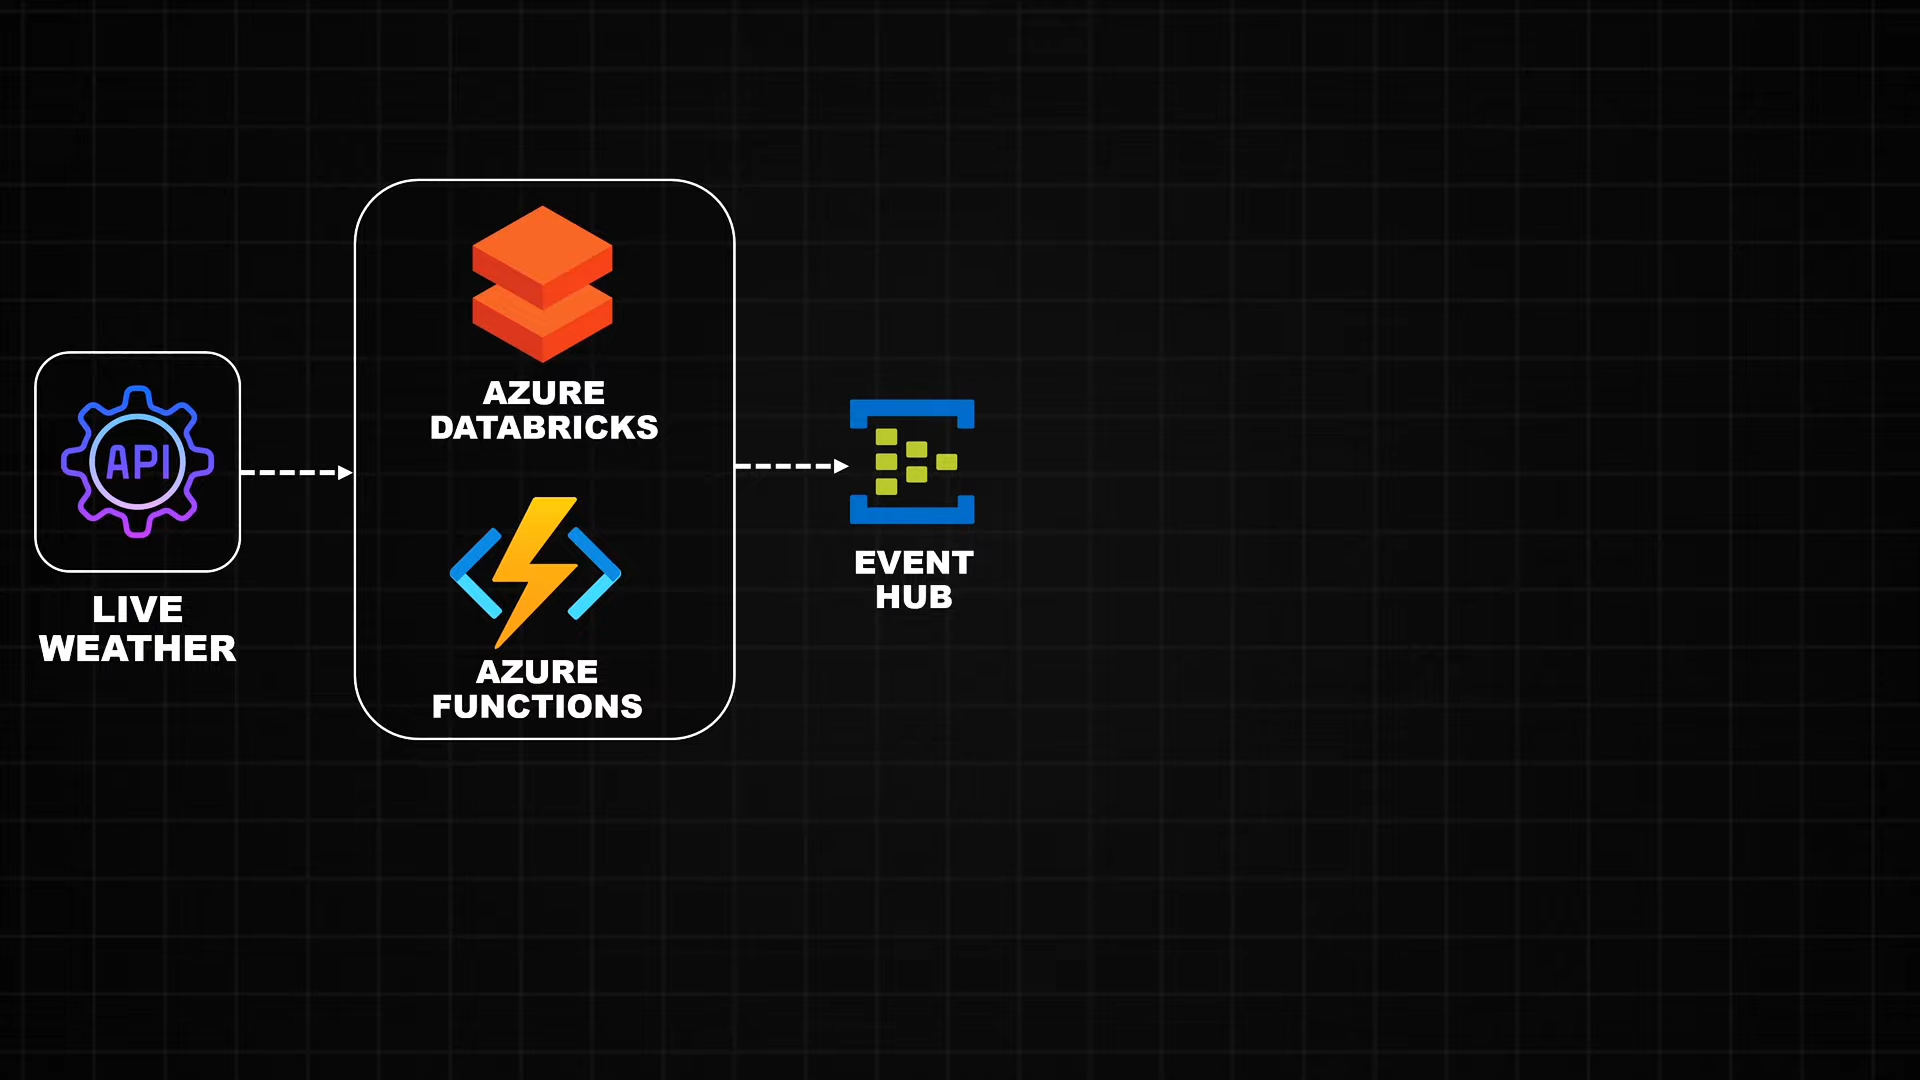 API
LIVE
WEATHER
AZURE
DATABRICKS
AZURE
FUNCTIONS
EVENT
HUB